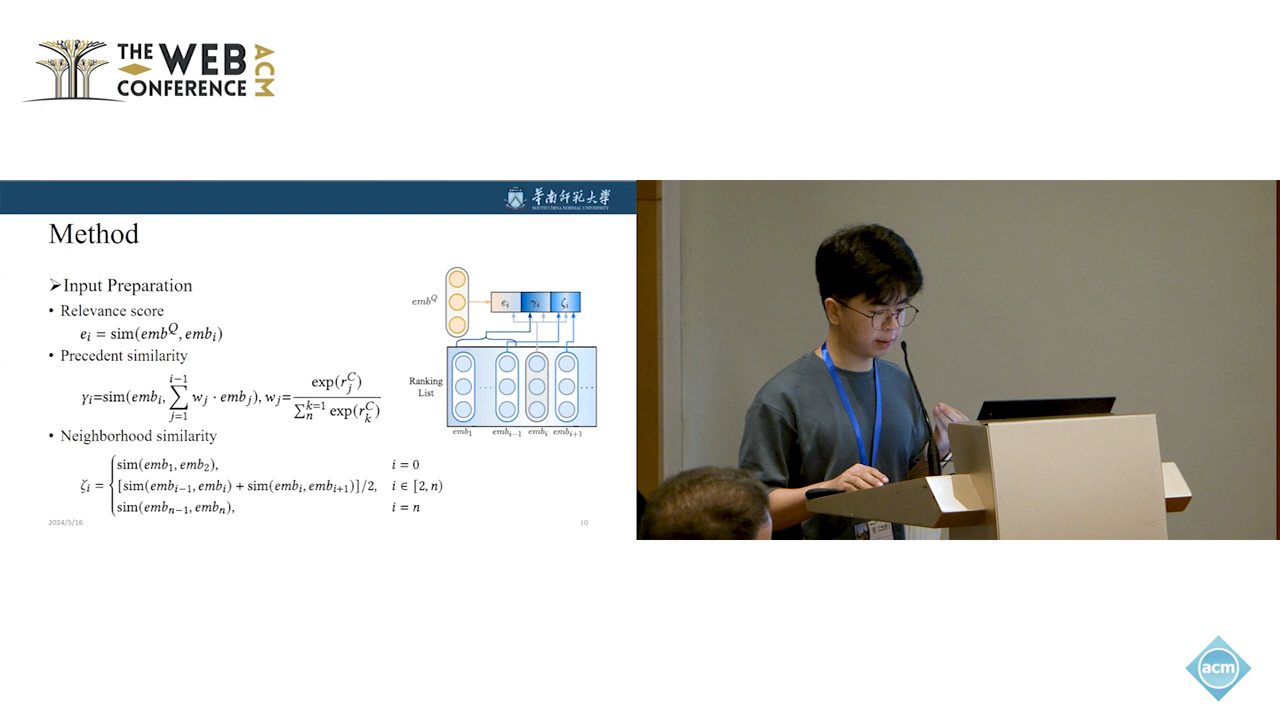 THE WEB CONFERENCE ACM
華南師範大學
SOUTH CHINA NORMAL UNIVERSITY
Method
➢Input Preparation
• Relevance score
e_i = sim(emb^Q, emb_i)
• Precedent similarity
γ_i=sim(emb_i, ∑_{j=1}^{i-1} w_j · emb_j), w_j= exp(r_j^C) / ∑_n^{k=1} exp(r_k^C)
• Neighborhood similarity
ζ_i = { sim(emb_1, emb_2), i = 0
[sim(emb_{i-1}, emb_i) + sim(emb_i, emb_{i+1})]/2, i ∈ [2, n)
sim(emb_{n-1}, emb_n), i = n
emb^Q
e_i γ_i ζ_i
Ranking
List
...
...
emb_1 emb_{i-1} emb_i emb_{i+1}
2024/5/16
10
acm